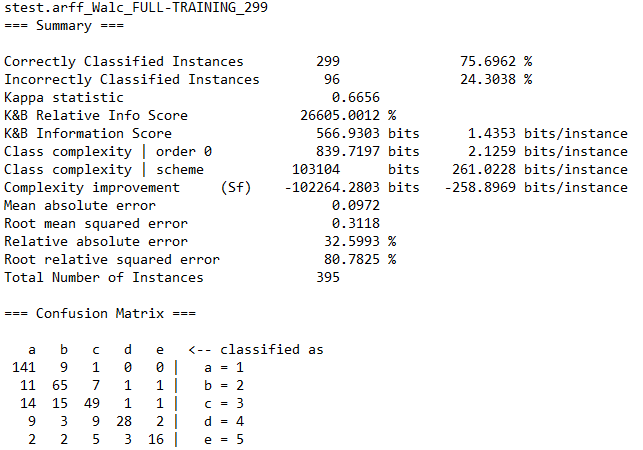 stest.arff_Walc_FULL-TRAINING_299
=== Summary ===

Correctly Classified Instances         299               75.6962 %
Incorrectly Classified Instances        96               24.3038 %
Kappa statistic                          0.6656
K&B Relative Info Score              26605.0012 %
K&B Information Score                  566.9303 bits      1.4353 bits/instance
Class complexity | order 0             839.7197 bits      2.1259 bits/instance
Class complexity | scheme           103104      bits    261.0228 bits/instance
Complexity improvement     (Sf)    -102264.2803 bits   -258.8969 bits/instance
Mean absolute error                      0.0972
Root mean squared error                  0.3118
Relative absolute error                 32.5993 %
Root relative squared error             80.7825 %
Total Number of Instances              395

=== Confusion Matrix ===

   a   b   c   d   e   <-- classified as
 141   9   1   0   0 |   a = 1
  11  65   7   1   1 |   b = 2
  14  15  49   1   1 |   c = 3
   9   3   9  28   2 |   d = 4
   2   2   5   3  16 |   e = 5